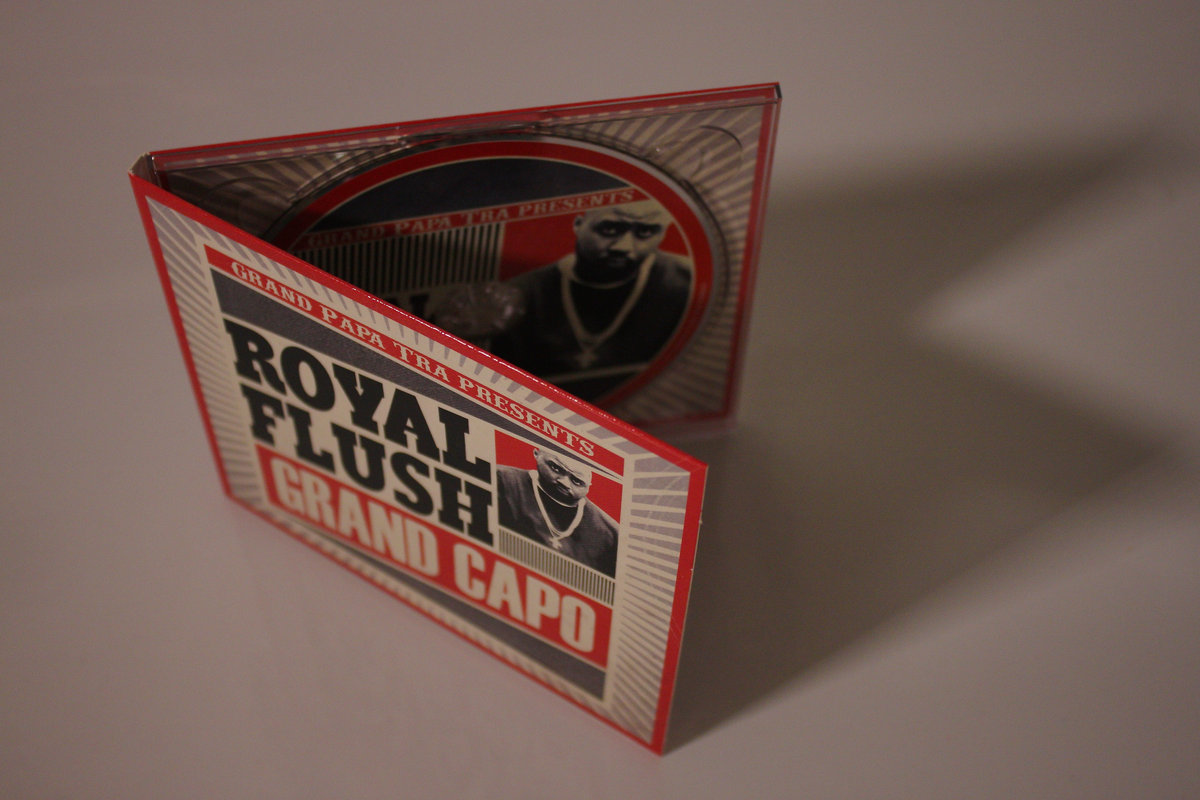 GRAND PAPA TRA PRESENTS
GRAND PAPA TRA PRESENTS
ROYAL
FLUSH
GRAND CAPO